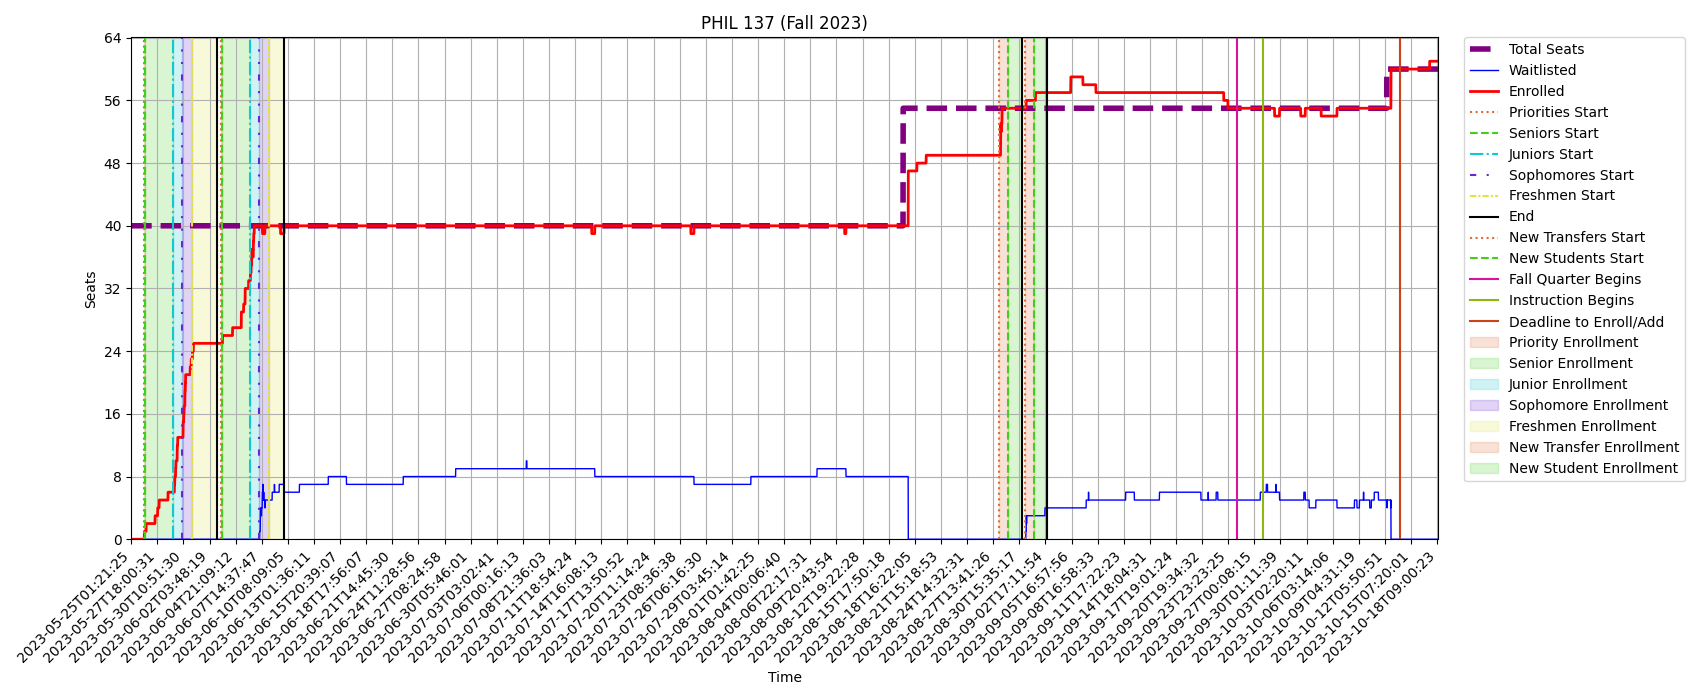 PHIL 137 (Fall 2023)
64
56
48
40
32
24
16
8
0
Seats
2023-05-25T01:21:25
2023-05-27T18:00:31
2023-05-30T10:51:30
2023-06-02T03:48:19
2023-06-04T21:09:12
2023-06-07T14:37:47
2023-06-10T08:09:05
2023-06-13T01:36:11
2023-06-15T20:39:07
2023-06-18T17:56:07
2023-06-21T14:45:30
2023-06-24T11:28:56
2023-06-27T08:24:58
2023-06-30T05:46:01
2023-07-03T03:02:41
2023-07-06T00:16:13
2023-07-08T21:36:03
2023-07-11T18:54:24
2023-07-14T16:08:13
2023-07-17T13:50:52
2023-07-20T11:14:24
2023-07-23T08:36:38
2023-07-26T06:16:30
2023-07-29T03:45:14
2023-08-01T01:42:25
2023-08-04T00:06:40
2023-08-06T22:17:31
2023-08-09T20:43:54
2023-08-12T19:22:28
2023-08-15T17:50:18
2023-08-18T16:22:05
2023-08-21T15:18:53
2023-08-24T14:32:31
2023-08-27T13:41:26
2023-08-30T15:35:17
2023-09-02T17:11:54
2023-09-05T16:57:56
2023-09-08T16:58:33
2023-09-11T17:22:23
2023-09-14T18:04:31
2023-09-17T19:01:24
2023-09-20T19:34:32
2023-09-23T23:23:25
2023-09-27T00:08:15
2023-09-30T01:11:39
2023-10-03T02:20:11
2023-10-06T03:14:06
2023-10-09T04:31:19
2023-10-12T05:50:51
2023-10-15T07:20:01
2023-10-18T09:00:23
Time
Total Seats
Waitlisted
Enrolled
Priorities Start
Seniors Start
Juniors Start
Sophomores Start
Freshmen Start
End
New Transfers Start
New Students Start
Fall Quarter Begins
Instruction Begins
Deadline to Enroll/Add
Priority Enrollment
Senior Enrollment
Junior Enrollment
Sophomore Enrollment
Freshmen Enrollment
New Transfer Enrollment
New Student Enrollment